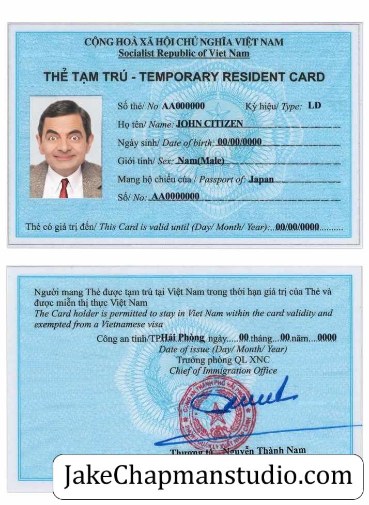 CỘNG HOÀ XÃ HỘI CHỦ NGHĨA VIỆT NAM
Socialist Republic of Viet Nam
THẺ TẠM TRÚ - TEMPORARY RESIDENT CARD
Số thẻ/ No AA000000 Ký hiệu/ Type: LD
Họ tên/ Name: JOHN CITIZEN
Ngày sinh/ Date of birth: 00/00/0000
Giới tính/ Sex: Nam(Male)
Mang hộ chiếu của/ Passport of: Japan
Số/ No: AA0000000
Thẻ có giá trị đến/ This Card is valid until (Day/ Month/ Year): 00/00/0000
Người mang Thẻ được tạm trú tại Việt Nam trong thời hạn giá trị của Thẻ và
được miễn thị thực Việt Nam
The Card holder is permitted to stay in Viet Nam within the card validity and
exempted from a Vietnamese visa
Công an tỉnh/TP Hải Phòng ngày.....00 tháng...00 năm...0000
Date of issue (Day/ Month/ Year)
Trưởng phòng QL XNC
Chief of Immigration Office
Thượng tá Nguyễn Thành Nam
JakeChapmanstudio.com